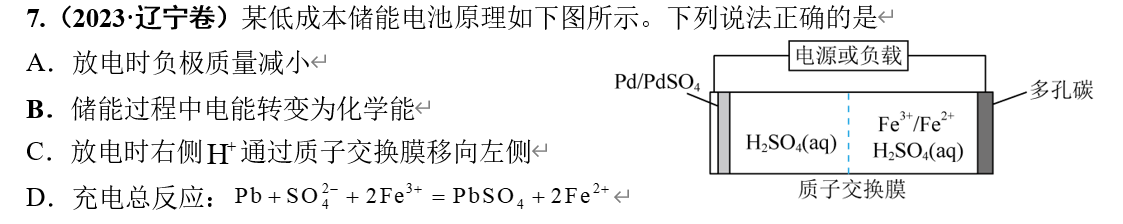 7.（2023·辽宁卷）某低成本储能电池原理如下图所示。下列说法正确的是↵
A．放电时负极质量减小↵
B．储能过程中电能转变为化学能↵
C．放电时右侧H⁺通过质子交换膜移向左侧↵
D．充电总反应：Pb+SO₄²⁻+2Fe³⁺=PbSO₄+2Fe²⁺↵
电源或负载
Pd/PdSO₄
多孔碳
Fe³⁺/Fe²⁺
H₂SO₄(aq)
H₂SO₄(aq)
质子交换膜